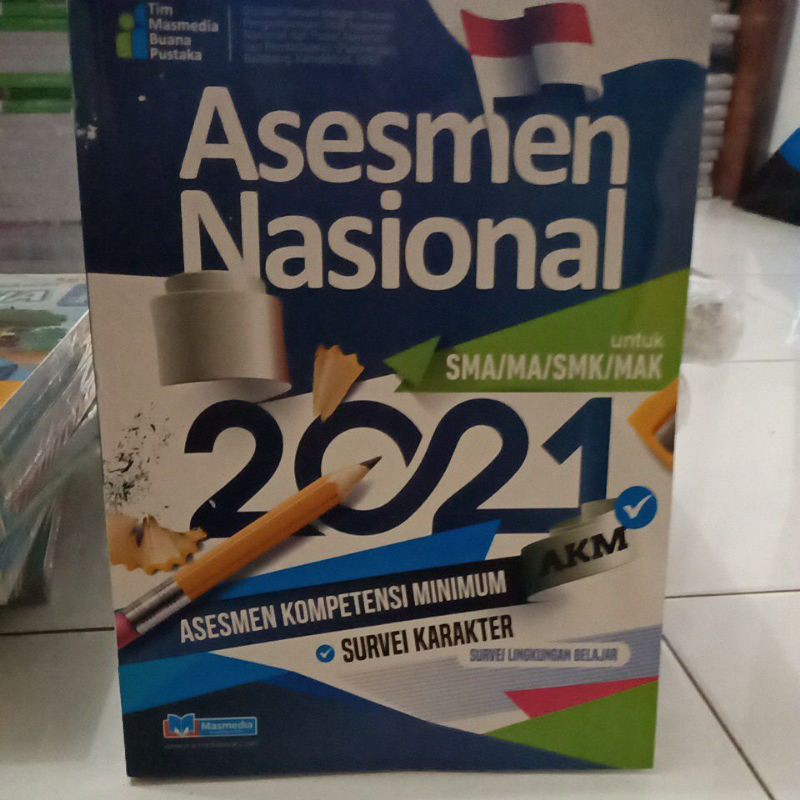 Tim
Masmedia
Buana
Pustaka
Asesmen
Nasional
untuk
SMA/MA/SMK/MAK
2021
AKM
ASESMEN KOMPETENSI MINIMUM
SURVEI KARAKTER
SURVEI LINGKUNGAN BELAJAR
Masmedia